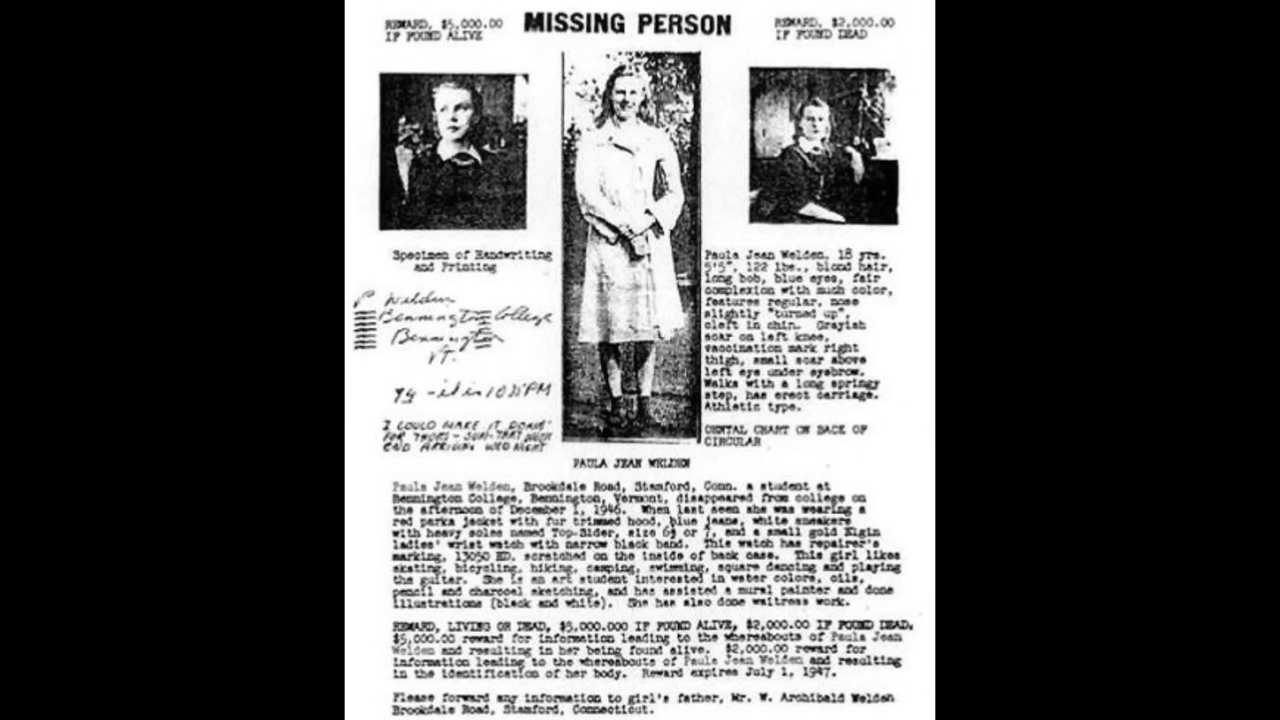 REWARD, $5,000.00
IF FOUND ALIVE
MISSING PERSON
REWARD, $2,000.00
IF FOUND DEAD
Specimen of Handwriting
and Printing
P Welden
Bennington College
Bennington
Vt.
I COULD MAKE IT
END ARRIVING WED NIGHT
Paula Jean Welden, 18 yrs.
5'5", 122 lbs., blond hair,
long bob, blue eyes, fair
complexion with much color,
features regular, nose
slightly "turned up",
cleft in chin. Grayish
scar on left knee,
vaccination mark right
thigh, small scar above
left eye under eyebrow.
Walks with a long springy
step, has erect carriage.
Athletic type.
DENTAL CHART ON BACK OF
CIRCULAR
PAULA JEAN WELDEN
Paula Jean Welden, Brookdale Road, Stamford, Conn. a student at
Bennington College, Bennington, Vermont, disappeared from college on
the afternoon of December 1, 1946. When last seen she was wearing a
red parka jacket with fur trimmed hood, blue jeans, white sneakers
with heavy soles named Top-Sider, size 6½ or 7, and a small gold Elgin
ladies' wrist watch with narrow black band. This watch has repairer's
marking, 13050 HD. scratched on the inside of back case. This girl likes
skating, bicycling, hiking, camping, swimming, square dancing and playing
the guitar. She is an art student interested in water colors, oils,
pencil and charcoal sketching, and has assisted a mural painter and done
illustrations (black and white). She has also done waitress work.
REWARD, LIVING OR DEAD, $5,000.000 IF FOUND ALIVE, $2,000.00 IF FOUND DEAD,
$5,000.00 reward for information leading to the whereabouts of Paula Jean
Welden and resulting in her being found alive. $2,000.00 reward for
information leading to the whereabouts of Paula Jean Welden and resulting
in the identification of her body. Reward expires July 1, 1947.
Please forward any information to girl's father, Mr. W. Archibald Welden
Brookdale Road, Stamford, Connecticut.